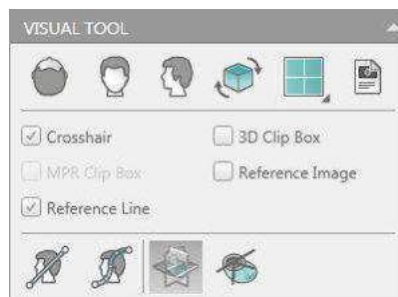 VISUAL TOOL
Crosshair
3D Clip Box
MPR Clip Box
Reference Image
Reference Line